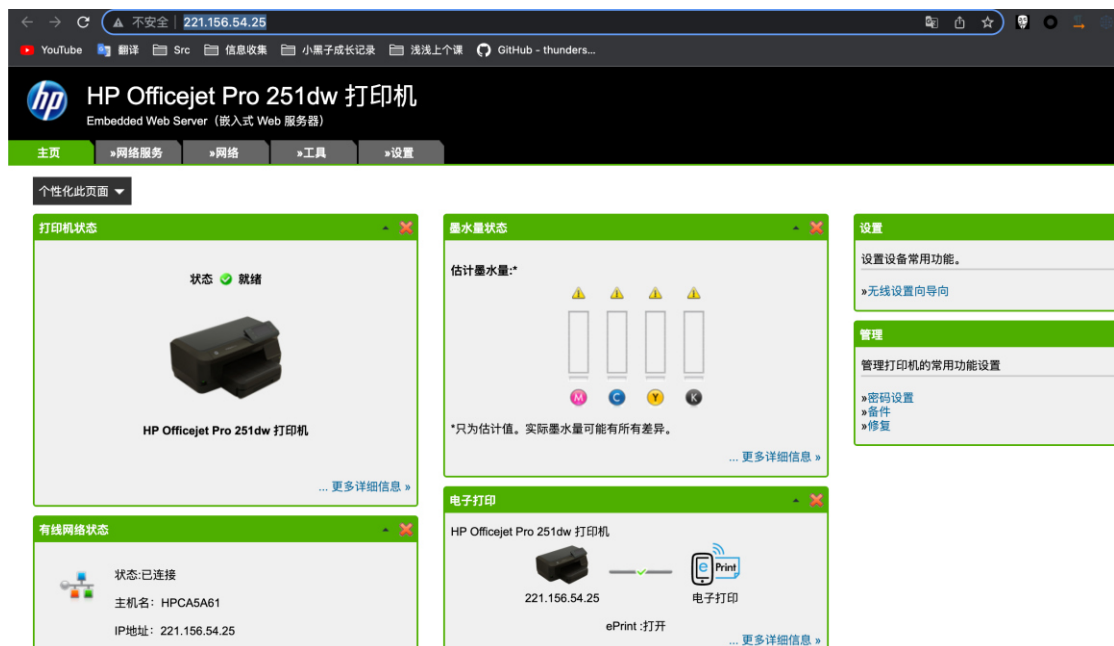 不安全 | 221.156.54.25
YouTube 翻译 Src 信息收集 小黑子成长记录 浅浅上个课 GitHub - thunders...
hp HP Officejet Pro 251dw 打印机
Embedded Web Server（嵌入式 Web 服务器）
主页 »网络服务 »网络 »工具 »设置
个性化此页面
打印机状态
状态 就绪
HP Officejet Pro 251dw 打印机
... 更多详细信息 »
有线网络状态
状态:已连接
主机名：HPCA5A61
IP地址：221.156.54.25
墨水量状态
估计墨水量:*
M C Y K
*只为估计值。实际墨水量可能有所有差异。
... 更多详细信息 »
电子打印
HP Officejet Pro 251dw 打印机
e Print
221.156.54.25 电子打印
ePrint :打开
... 更多详细信息 »
设置
设置设备常用功能。
»无线设置向导向
管理
管理打印机的常用功能设置
»密码设置
»备件
»修复